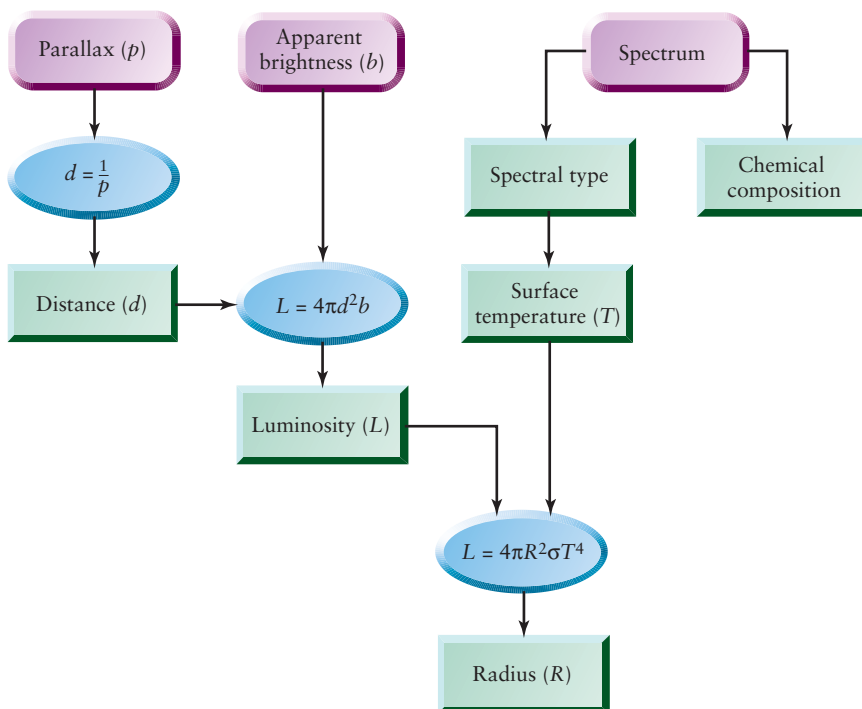 Parallax (p)
Apparent
brightness (b)
Spectrum
d = 1/p
Spectral type
Chemical
composition
Distance (d)
L = 4πd²b
Surface
temperature (T)
Luminosity (L)
L = 4πR²σT⁴
Radius (R)